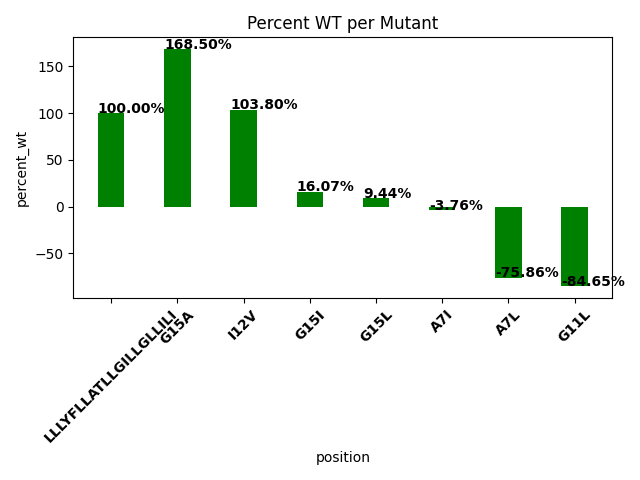 Percent WT per Mutant
percent_wt
150
100
50
0
−50
100.00%
168.50%
103.80%
16.07%
9.44%
-3.76%
-75.86%
-84.65%
LLLYFLLATLLGILLGLLILI
G15A
I12V
G15I
G15L
A7I
A7L
G11L
position